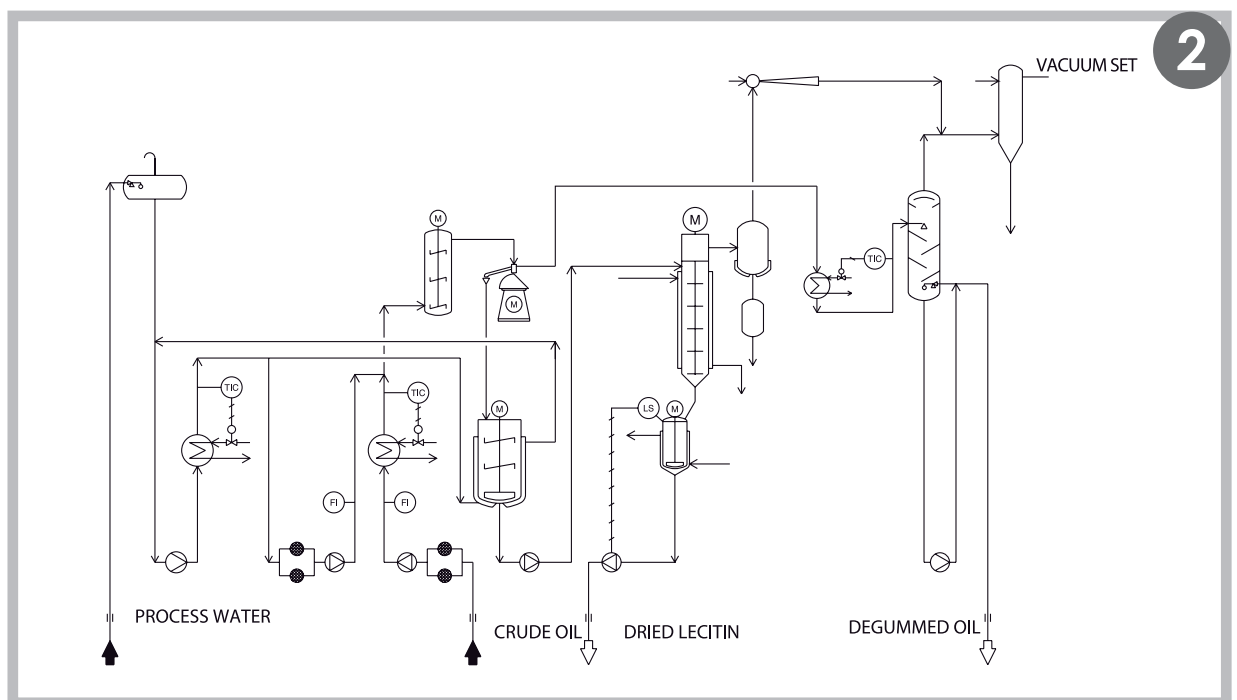 2
VACUUM SET
M
M
TIC
M
TIC
TIC
M
LS
M
FI
FI
PROCESS WATER
CRUDE OIL
DRIED LECITIN
DEGUMMED OIL